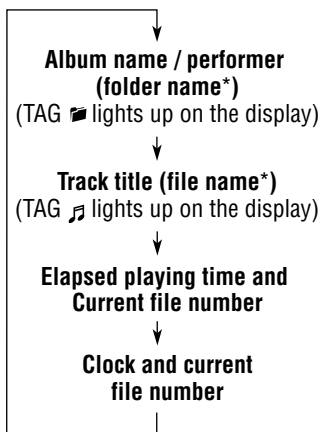 Album name / performer
(folder name*)
(TAG lights up on the display)
Track title (file name*)
(TAG lights up on the display)
Elapsed playing time and
Current file number
Clock and current
file number